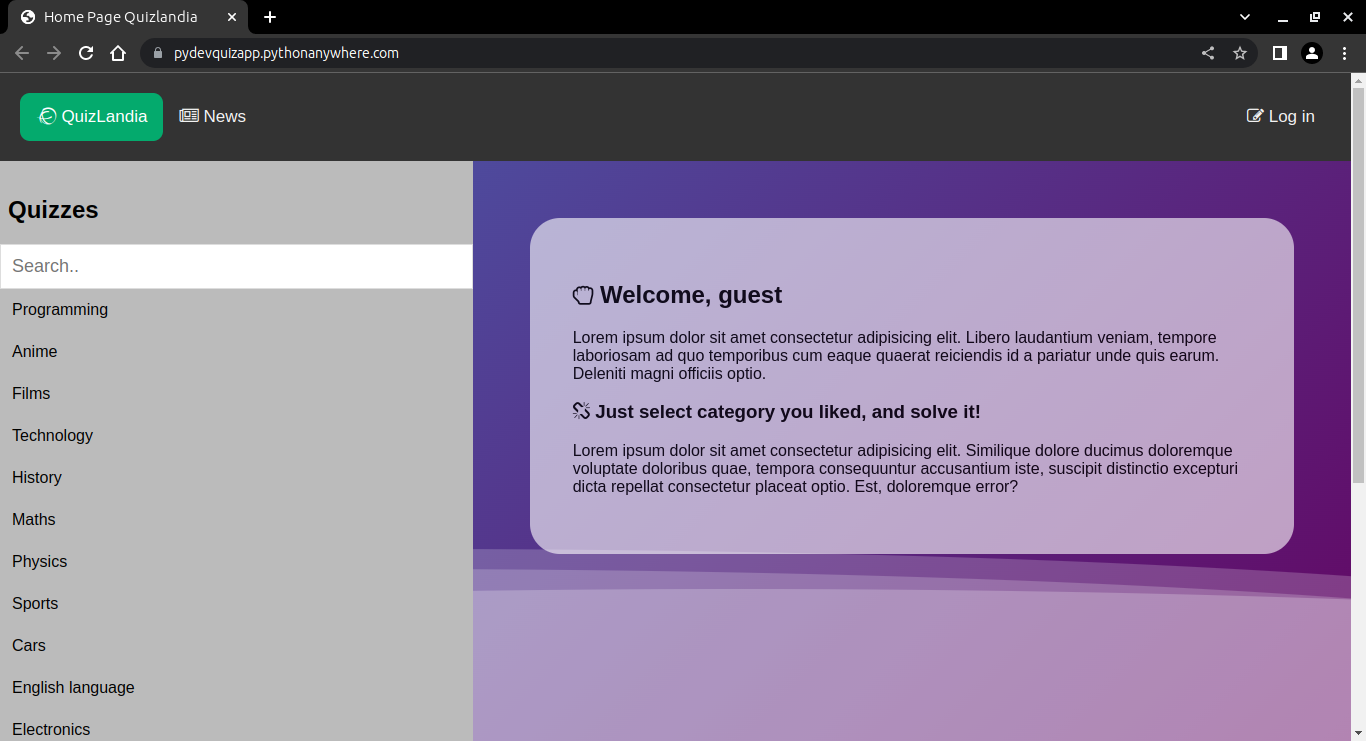 Home Page Quizlandia
pydevquizapp.pythonanywhere.com
QuizLandia
News
Log in
Quizzes
Search..
Programming
Anime
Films
Technology
History
Maths
Physics
Sports
Cars
English language
Electronics
Welcome, guest
Lorem ipsum dolor sit amet consectetur adipisicing elit. Libero laudantium veniam, tempore
laboriosam ad quo temporibus cum eaque quaerat reiciendis id a pariatur unde quis earum.
Deleniti magni officiis optio.
Just select category you liked, and solve it!
Lorem ipsum dolor sit amet consectetur adipisicing elit. Similique dolore ducimus doloremque
voluptate doloribus quae, tempora consequuntur accusantium iste, suscipit distinctio excepturi
dicta repellat consectetur placeat optio. Est, doloremque error?